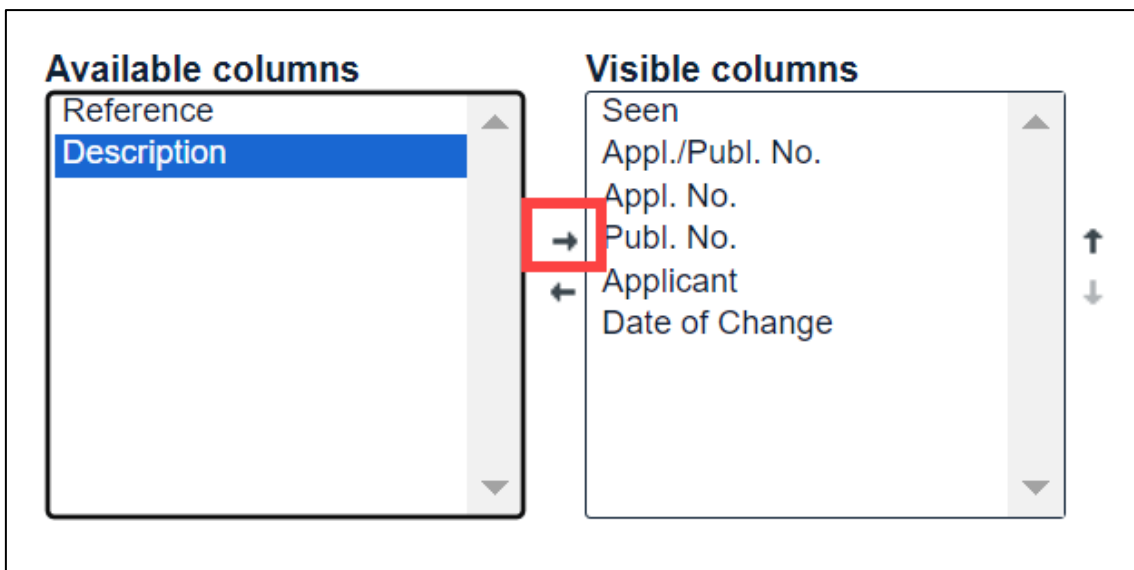 Available columns
Reference
Description
Visible columns
Seen
Appl./Publ. No.
Appl. No.
Publ. No.
Applicant
Date of Change